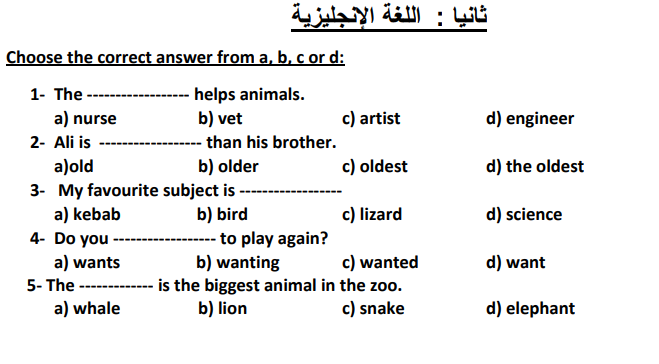 ثانيا : اللغة الإنجليزية
Choose the correct answer from a, b, c or d:
1- The ------------------ helps animals.
a) nurse b) vet c) artist d) engineer
2- Ali is ------------------ than his brother.
a)old b) older c) oldest d) the oldest
3- My favourite subject is ------------------
a) kebab b) bird c) lizard d) science
4- Do you ------------------ to play again?
a) wants b) wanting c) wanted d) want
5- The ------------- is the biggest animal in the zoo.
a) whale b) lion c) snake d) elephant